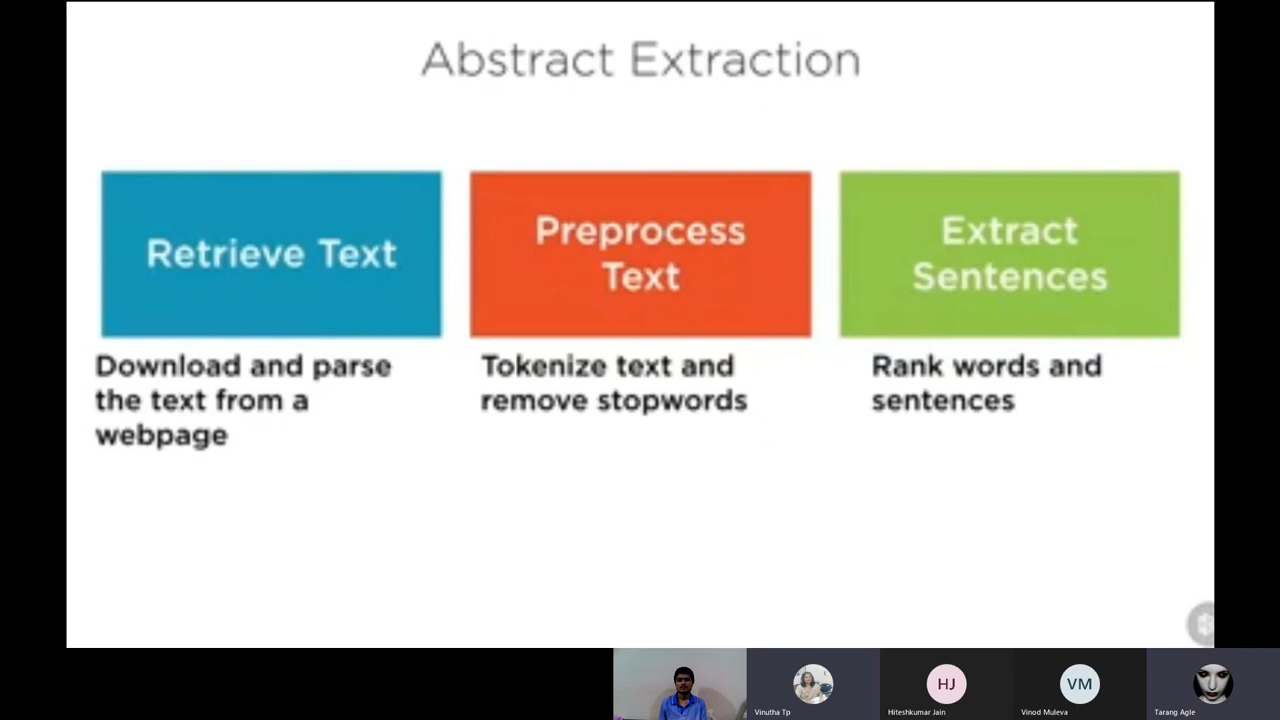 Abstract Extraction
Retrieve Text
Preprocess
Text
Extract
Sentences
Download and parse
the text from a
webpage
Tokenize text and
remove stopwords
Rank words and
sentences
HJ
VM
Vinutha Tp
Hiteshkumar Jain
Vinod Muleva
Tarang Agle